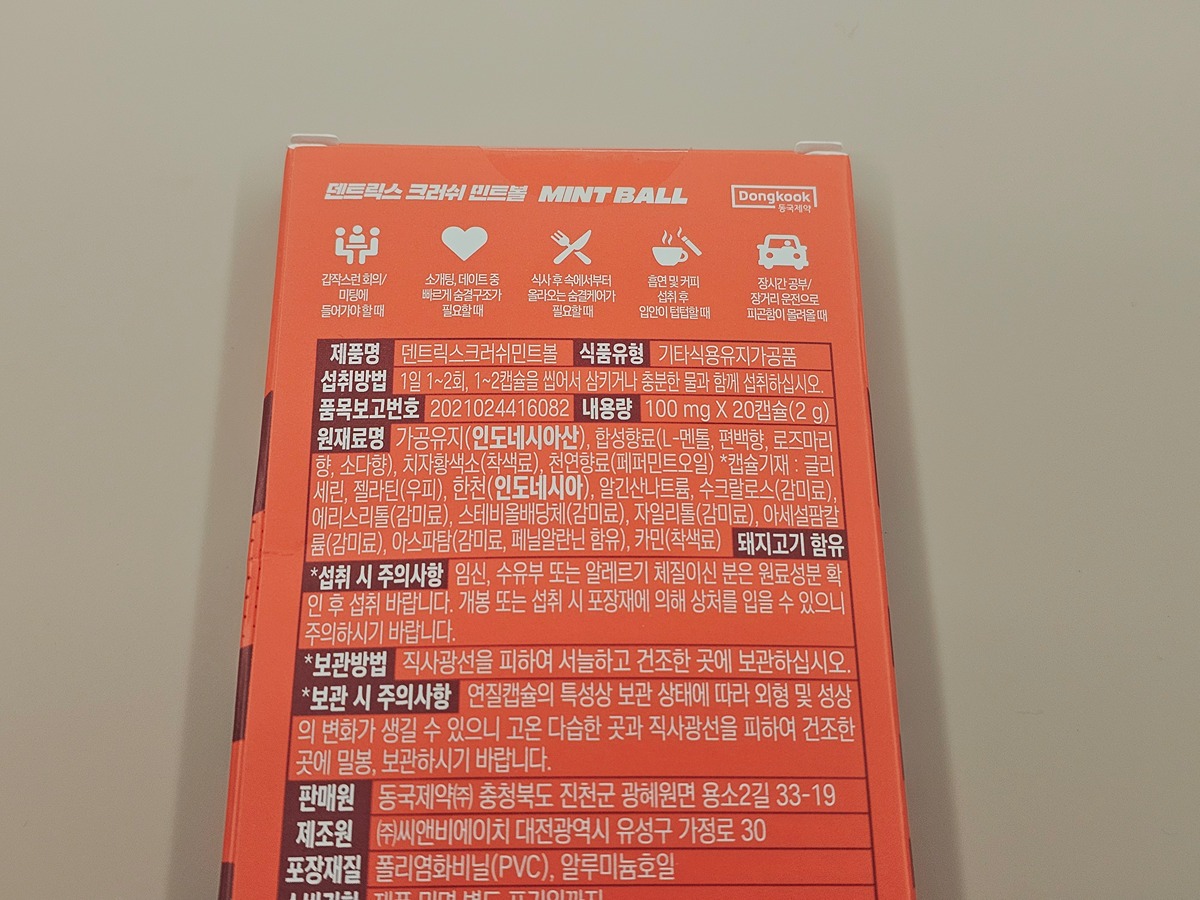 덴트릭스 크러쉬 민트볼 MINT BALL
Dongkook
동국제약
갑작스런 회의/
미팅에
들어가야 할 때
소개팅, 데이트 중
빠르게 숨결구조가
필요할 때
식사 후 속에서부터
올라오는 숨결케어가
필요할 때
흡연 및 커피
섭취 후
입안이 텁텁할 때
장시간 공부/
장거리 운전으로
피곤함이 몰려올 때
제품명 덴트릭스크러쉬민트볼 식품유형 기타식용유지가공품
섭취방법 1일 1~2회, 1~2캡슐을 씹어서 삼키거나 충분한 물과 함께 섭취하십시오.
품목보고번호 2021024416082 내용량 100 mg X 20캡슐(2 g)
원재료명 가공유지(인도네시아산), 합성향료(L-멘톨, 편백향, 로즈마리
향, 소다향), 치자황색소(착색료), 천연향료(페퍼민트오일) *캡슐기재 : 글리
세린, 젤라틴(우피), 한천(인도네시아), 알긴산나트륨, 수크랄로스(감미료),
에리스리톨(감미료), 스테비올배당체(감미료), 자일리톨(감미료), 아세설팜칼
륨(감미료), 아스파탐(감미료, 페닐알라닌 함유), 카민(착색료) 돼지고기 함유
*섭취 시 주의사항 임신, 수유부 또는 알레르기 체질이신 분은 원료성분 확
인 후 섭취 바랍니다. 개봉 또는 섭취 시 포장재에 의해 상처를 입을 수 있으니
주의하시기 바랍니다.
*보관방법 직사광선을 피하여 서늘하고 건조한 곳에 보관하십시오.
*보관 시 주의사항 연질캡슐의 특성상 보관 상태에 따라 외형 및 성상
의 변화가 생길 수 있으니 고온 다습한 곳과 직사광선을 피하여 건조한
곳에 밀봉, 보관하시기 바랍니다.
판매원 동국제약㈜ 충청북도 진천군 광혜원면 용소2길 33-19
제조원 ㈜씨앤비에이치 대전광역시 유성구 가정로 30
포장재질 폴리염화비닐(PVC), 알루미늄호일